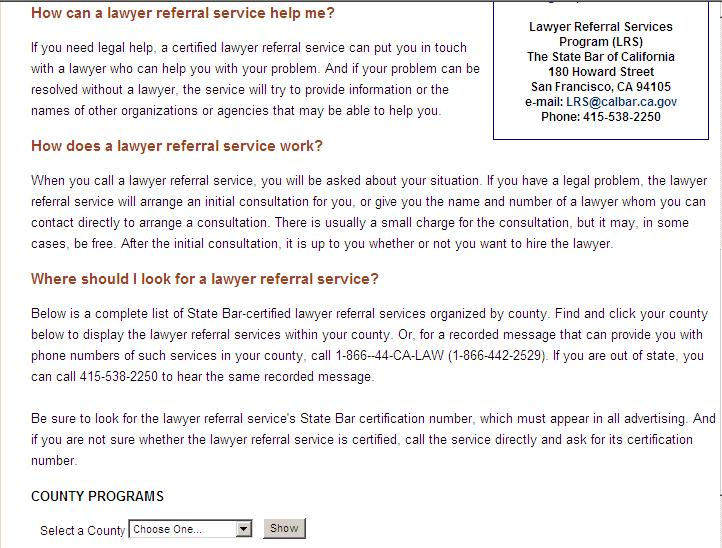 How can a lawyer referral service help me?
If you need legal help, a certified lawyer referral service can put you in touch
with a lawyer who can help you with your problem. And if your problem can be
resolved without a lawyer, the service will try to provide information or the
names of other organizations or agencies that may be able to help you.
Lawyer Referral Services
Program (LRS)
The State Bar of California
180 Howard Street
San Francisco, CA 94105
e-mail: LRS@calbar.ca.gov
Phone: 415-538-2250
How does a lawyer referral service work?
When you call a lawyer referral service, you will be asked about your situation. If you have a legal problem, the lawyer
referral service will arrange an initial consultation for you, or give you the name and number of a lawyer whom you can
contact directly to arrange a consultation. There is usually a small charge for the consultation, but it may, in some
cases, be free. After the initial consultation, it is up to you whether or not you want to hire the lawyer.
Where should I look for a lawyer referral service?
Below is a complete list of State Bar-certified lawyer referral services organized by county. Find and click your county
below to display the lawyer referral services within your county. Or, for a recorded message that can provide you with
phone numbers of such services in your county, call 1-866--44-CA-LAW (1-866-442-2529). If you are out of state, you
can call 415-538-2250 to hear the same recorded message.
Be sure to look for the lawyer referral service's State Bar certification number, which must appear in all advertising. And
if you are not sure whether the lawyer referral service is certified, call the service directly and ask for its certification
number.
COUNTY PROGRAMS
Select a County Choose One... Show